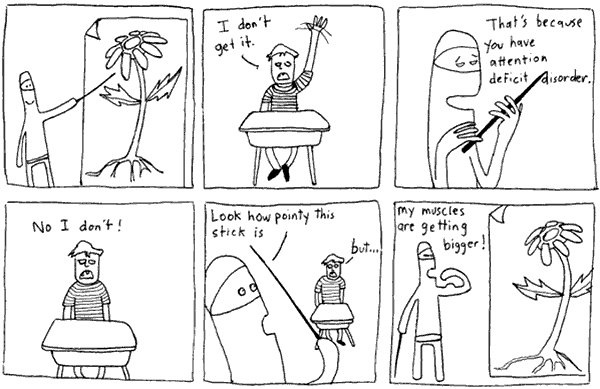 I don't
get it.
That's because
you have
attention
deficit disorder.
No I don't!
Look how pointy this
stick is
but...
my muscles
are getting
bigger!